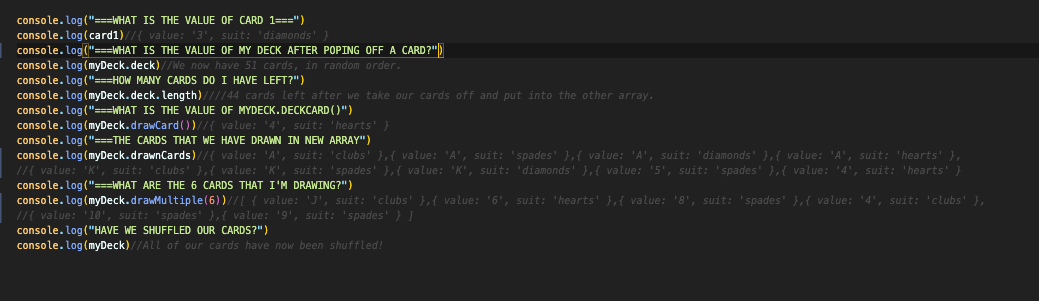 console.log("===WHAT IS THE VALUE OF CARD 1===")
console.log(card1)//{ value: '3', suit: 'diamonds' }
console.log("===WHAT IS THE VALUE OF MY DECK AFTER POPING OFF A CARD?")
console.log(myDeck.deck)//We now have 51 cards, in random order.
console.log("===HOW MANY CARDS DO I HAVE LEFT?")
console.log(myDeck.deck.length)////44 cards left after we take our cards off and put into the other array.
console.log("===WHAT IS THE VALUE OF MYDECK.DECKCARD()")
console.log(myDeck.drawCard())//{ value: '4', suit: 'hearts' }
console.log("===THE CARDS THAT WE HAVE DRAWN IN NEW ARRAY")
console.log(myDeck.drawnCards)//{ value: 'A', suit: 'clubs' },{ value: 'A', suit: 'spades' },{ value: 'A', suit: 'diamonds' },{ value: 'A', suit: 'hearts' },
//{ value: 'K', suit: 'clubs' },{ value: 'K', suit: 'spades' },{ value: 'K', suit: 'diamonds' },{ value: '5', suit: 'spades' },{ value: '4', suit: 'hearts' }
console.log("===WHAT ARE THE 6 CARDS THAT I'M DRAWING?")
console.log(myDeck.drawMultiple(6))//[ { value: 'J', suit: 'clubs' },{ value: '6', suit: 'hearts' },{ value: '8', suit: 'spades' },{ value: '4', suit: 'clubs' },
//{ value: '10', suit: 'spades' },{ value: '9', suit: 'spades' } ]
console.log("HAVE WE SHUFFLED OUR CARDS?")
console.log(myDeck)//All of our cards have now been shuffled!